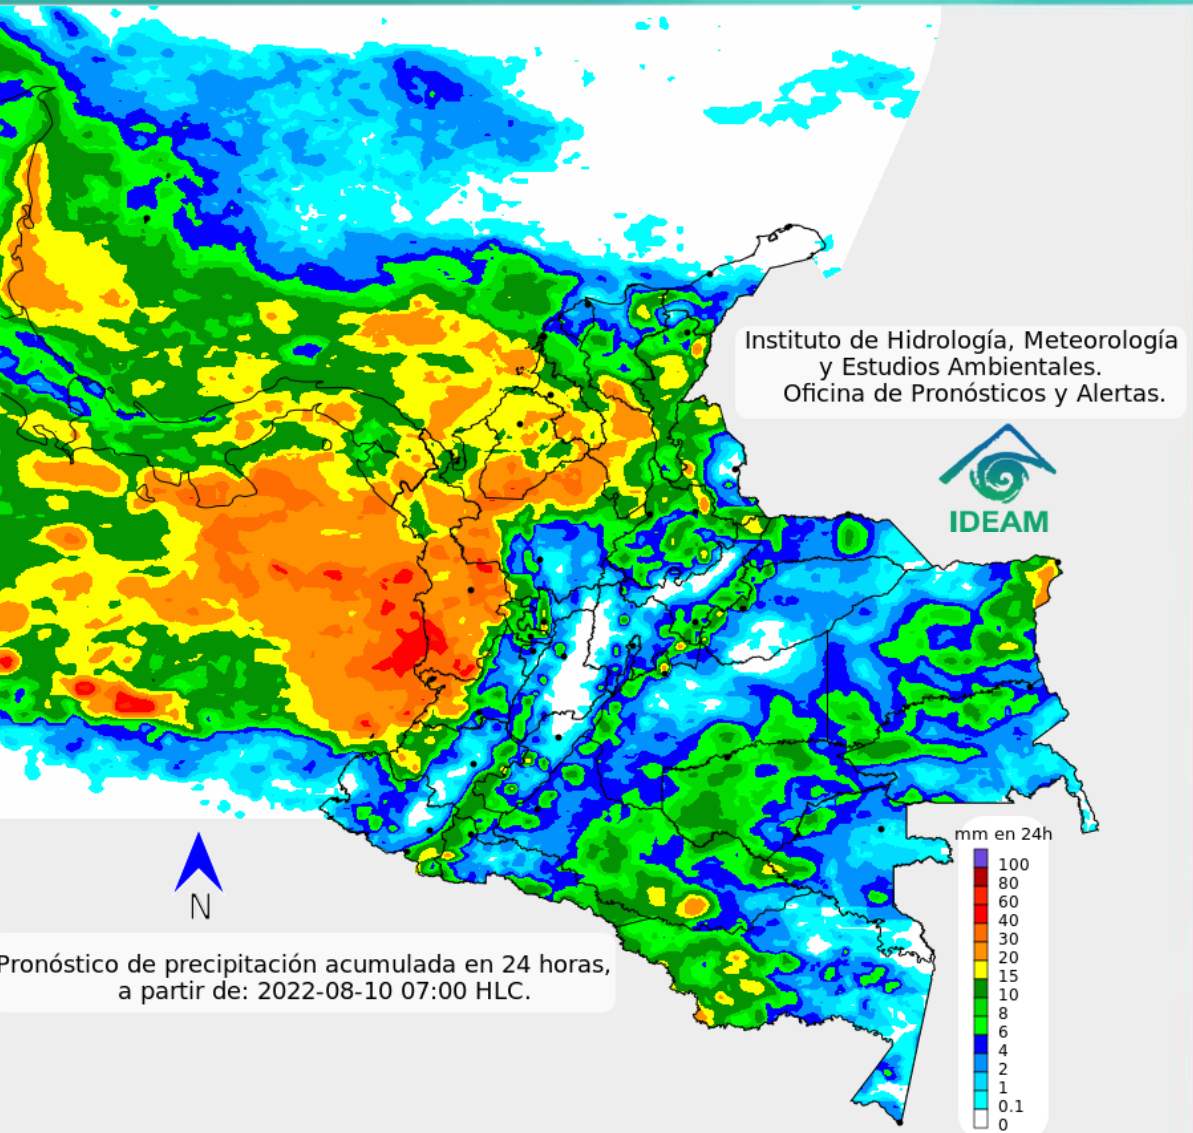 Instituto de Hidrología, Meteorología
y Estudios Ambientales.
Oficina de Pronósticos y Alertas.
IDEAM
mm en 24h
100
80
60
40
30
20
15
10
8
6
4
2
1
0.1
0
N
Pronóstico de precipitación acumulada en 24 horas,
a partir de: 2022-08-10 07:00 HLC.